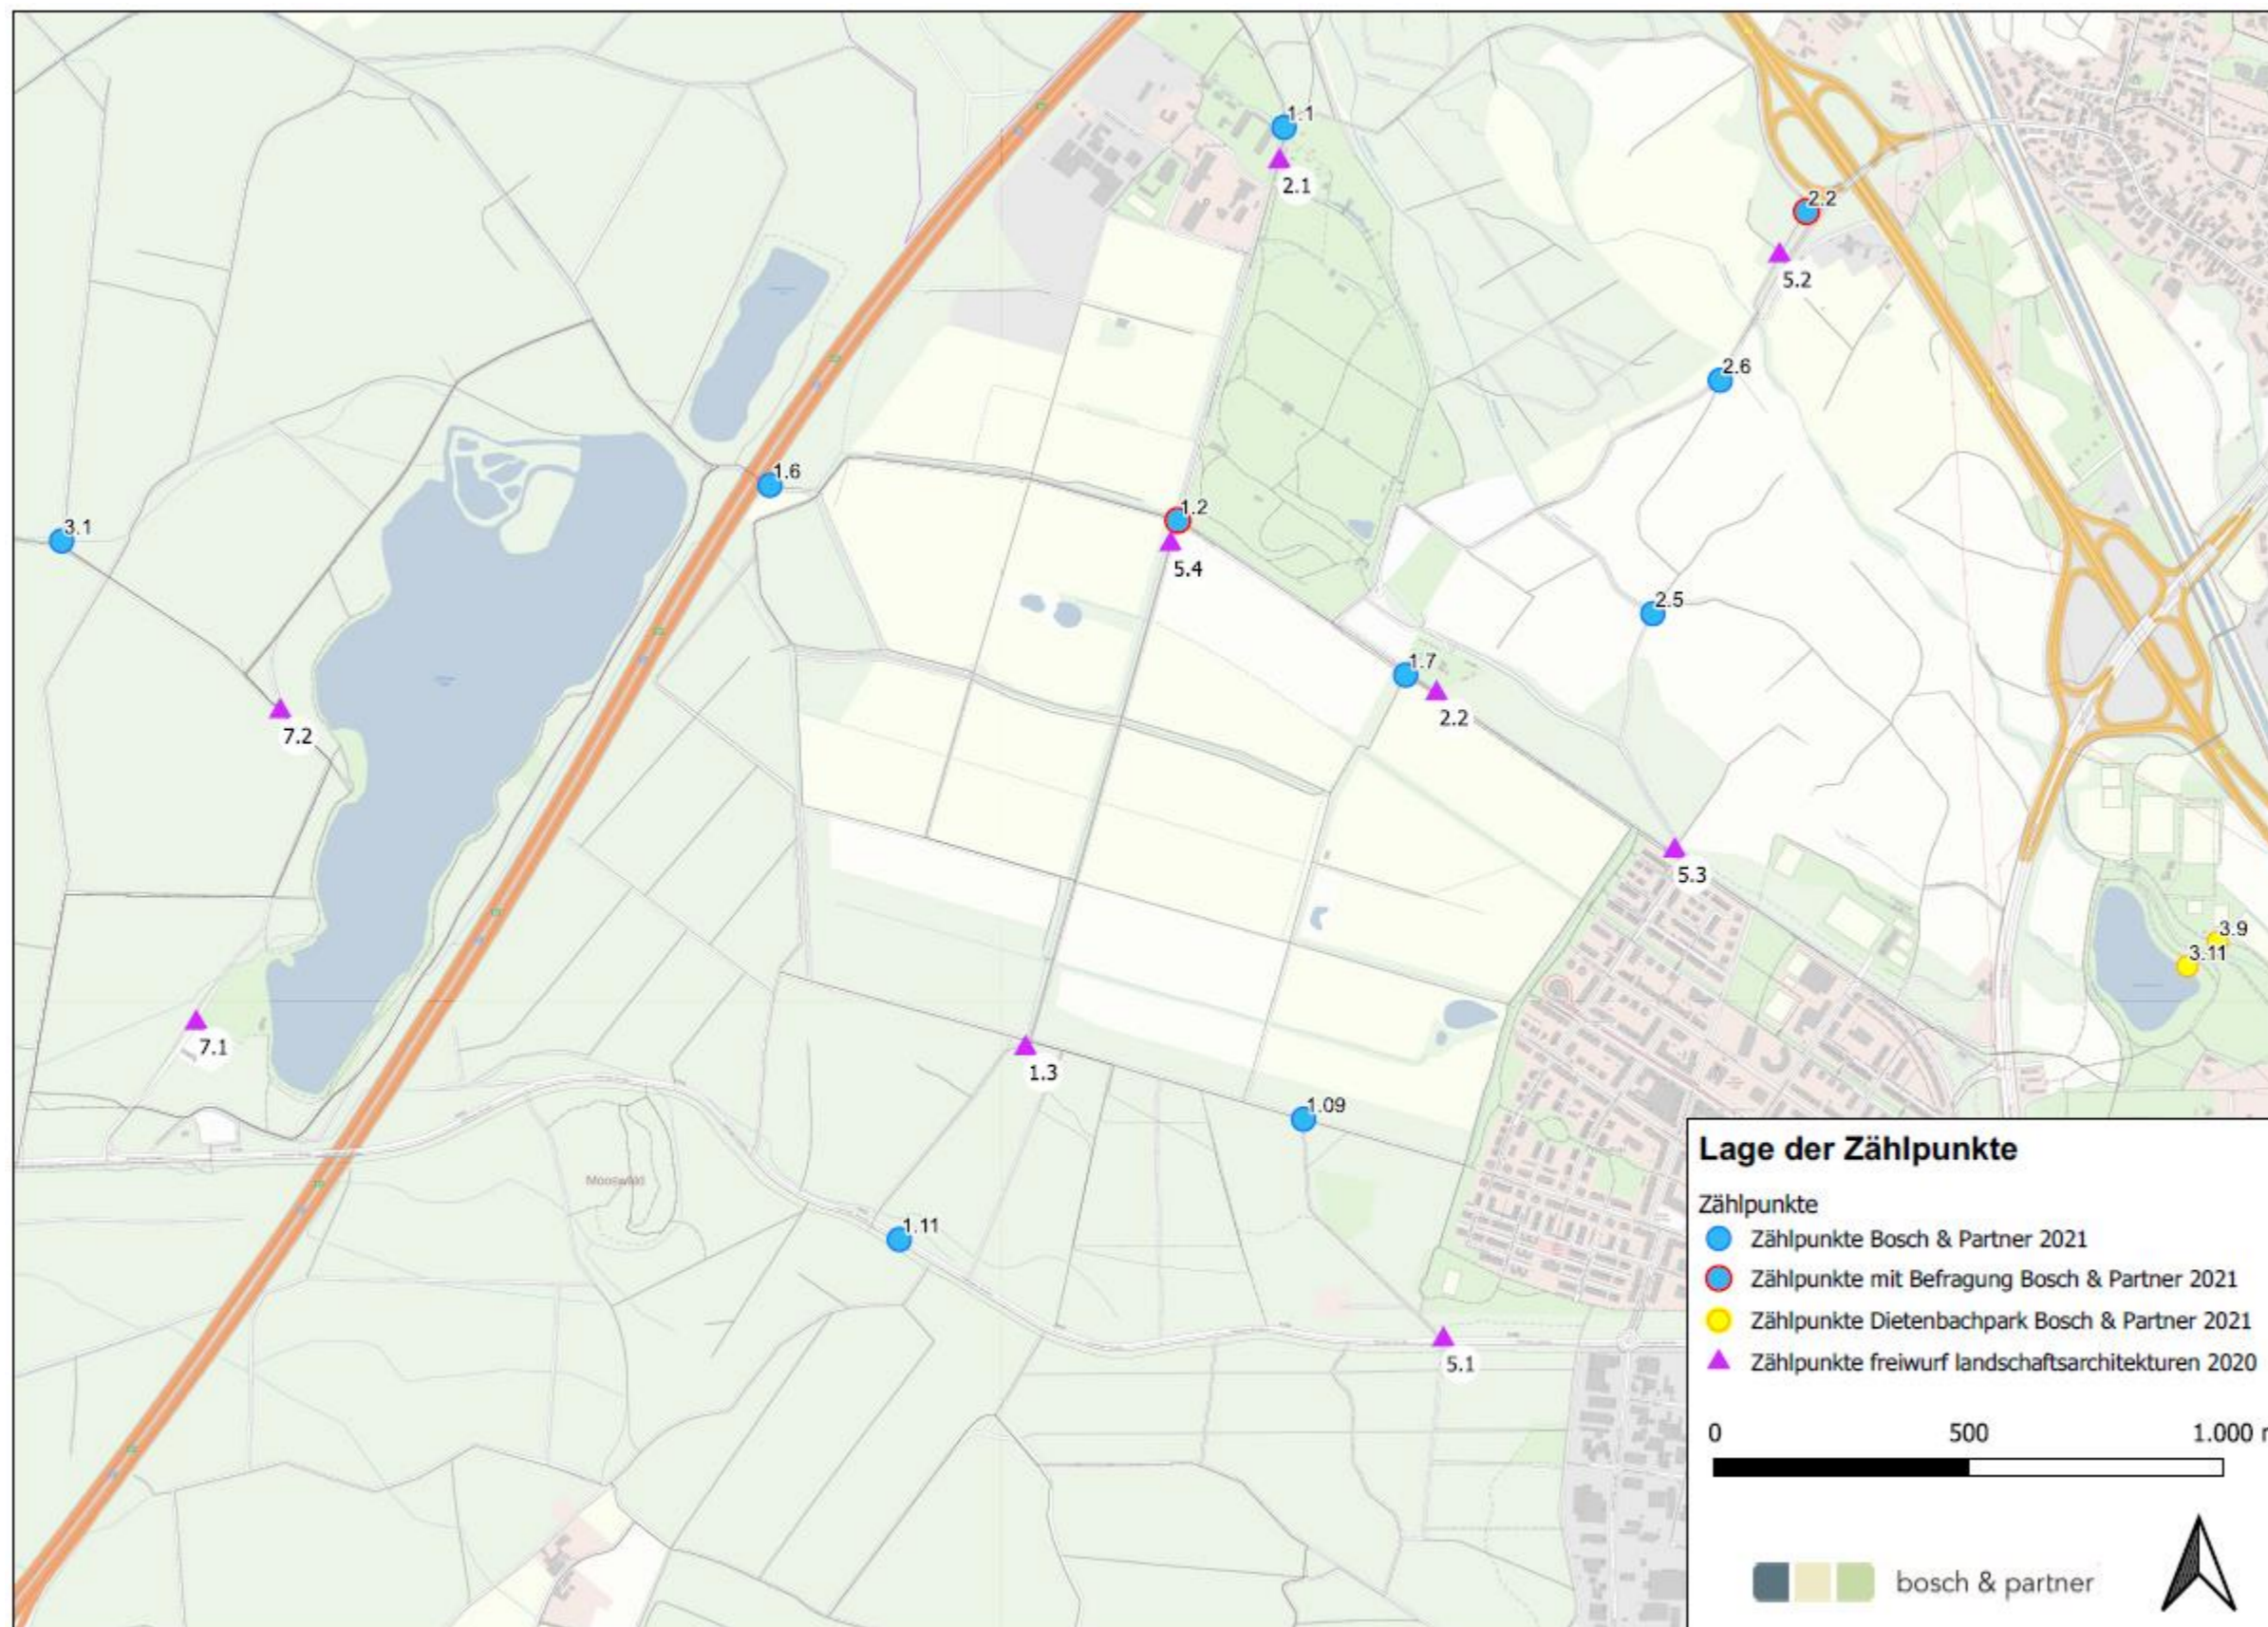 1.1
2.1
2.2
5.2
2.6
1.6
1.2
5.4
3.1
2.5
1.7
2.2
7.2
5.3
3.9
3.11
7.1
1.3
1.09
Mooswald
1.11
5.1
Lage der Zählpunkte
Zählpunkte
Zählpunkte Bosch & Partner 2021
Zählpunkte mit Befragung Bosch & Partner 2021
Zählpunkte Dietenbachpark Bosch & Partner 2021
Zählpunkte freiwurf landschaftsarchitekturen 2020
0 500 1.000
bosch & partner